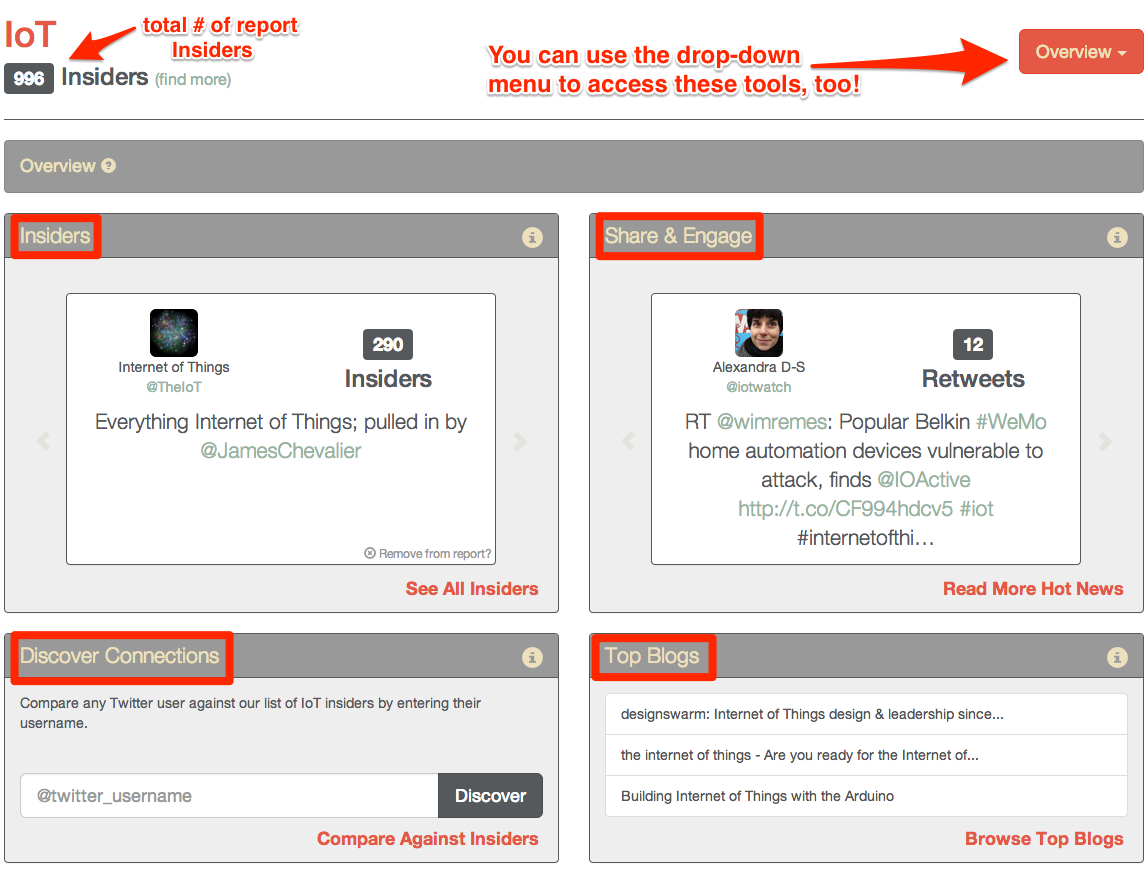 IoT
total # of report
Insiders
996 Insiders (find more)
You can use the drop-down
menu to access these tools, too!
Overview
Overview ?
Insiders
i
Internet of Things
@TheIoT
290
Insiders
Everything Internet of Things; pulled in by
@JamesChevalier
Remove from report?
See All Insiders
Share & Engage
i
Alexandra D-S
@iotwatch
12
Retweets
RT @wimremes: Popular Belkin #WeMo
home automation devices vulnerable to
attack, finds @IOActive
http://t.co/CF994hdcv5 #iot
#internetofthi…
Read More Hot News
Discover Connections
i
Compare any Twitter user against our list of IoT insiders by entering their
username.
@twitter_username
Discover
Compare Against Insiders
Top Blogs
i
designswarm: Internet of Things design & leadership since...
the internet of things - Are you ready for the Internet of...
Building Internet of Things with the Arduino
Browse Top Blogs